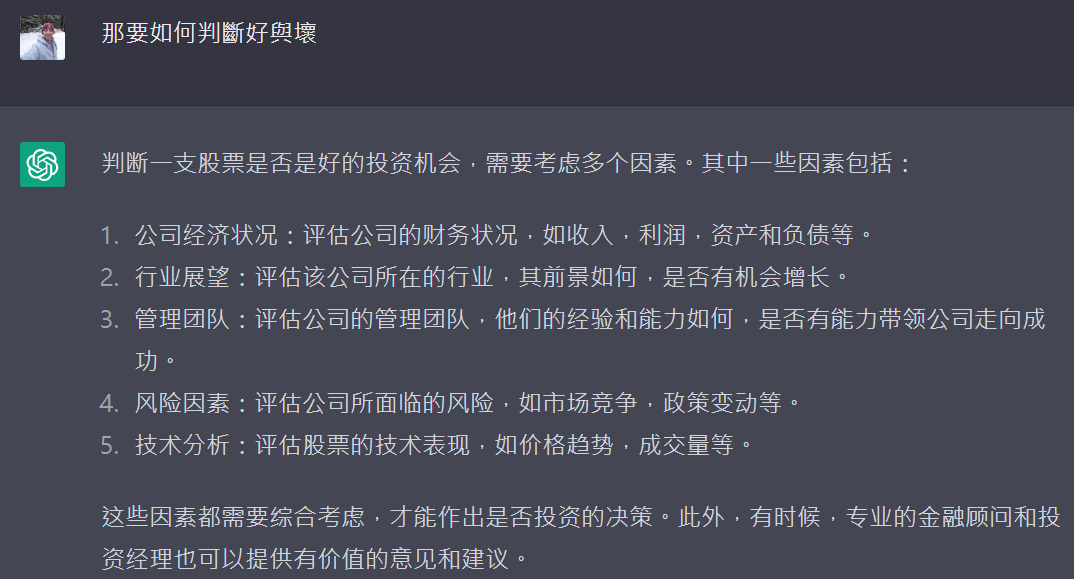 那要如何判斷好與壞
判断一支股票是否是好的投资机会，需要考虑多个因素。其中一些因素包括：
1. 公司经济状况：评估公司的财务状况，如收入，利润，资产和负债等。
2. 行业展望：评估该公司所在的行业，其前景如何，是否有机会增长。
3. 管理团队：评估公司的管理团队，他们的经验和能力如何，是否有能力带领公司走向成
功。
4. 风险因素：评估公司所面临的风险，如市场竞争，政策变动等。
5. 技术分析：评估股票的技术表现，如价格趋势，成交量等。
这些因素都需要综合考虑，才能作出是否投资的决策。此外，有时候，专业的金融顾问和投
资经理也可以提供有价值的意见和建议。